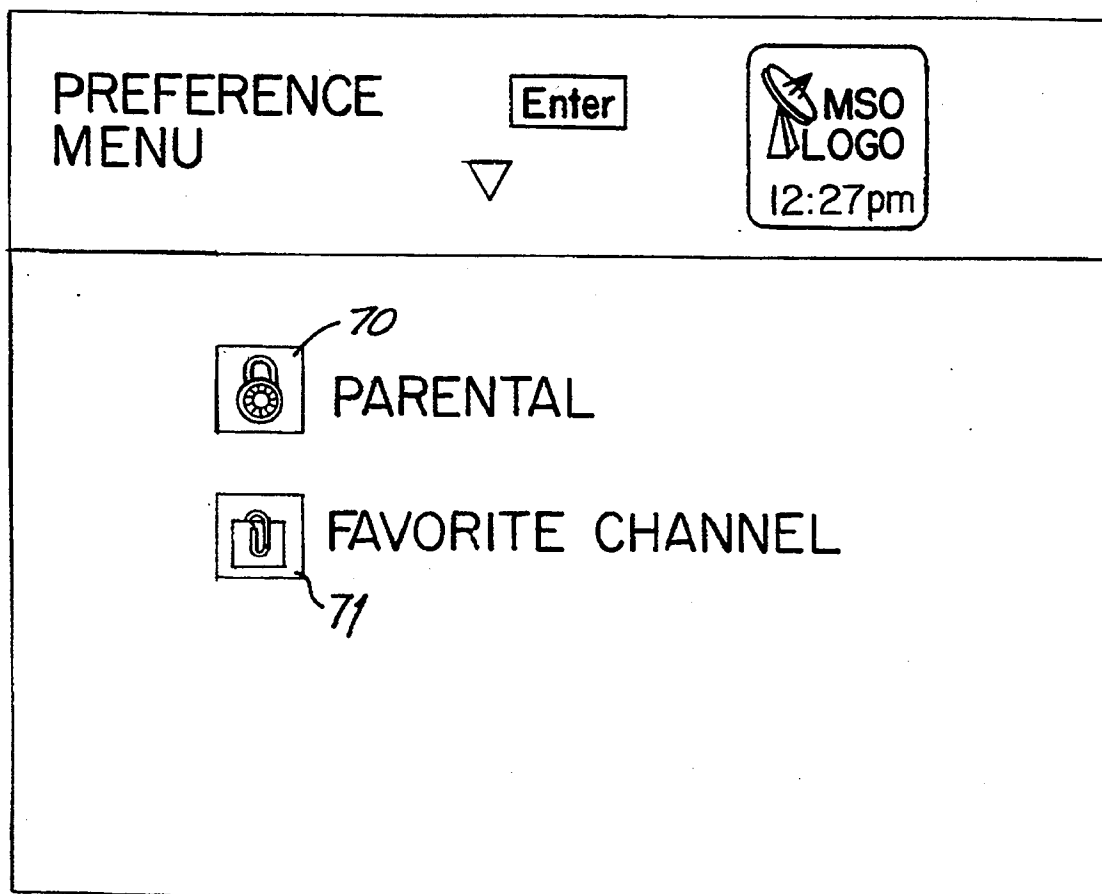 PREFERENCE
MENU
Enter
MSO
LOGO
12:27pm
70
PARENTAL
FAVORITE CHANNEL
71